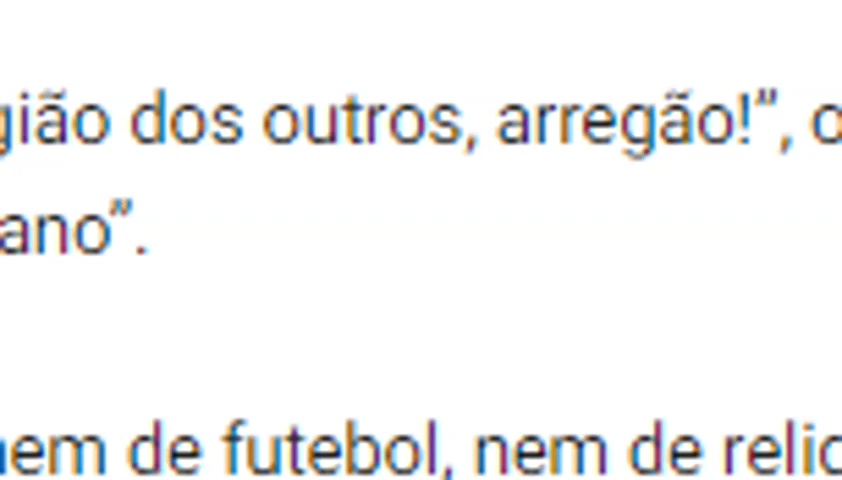 gião dos outros, arregão!”, o
ano”.
nem de futebol, nem de relig